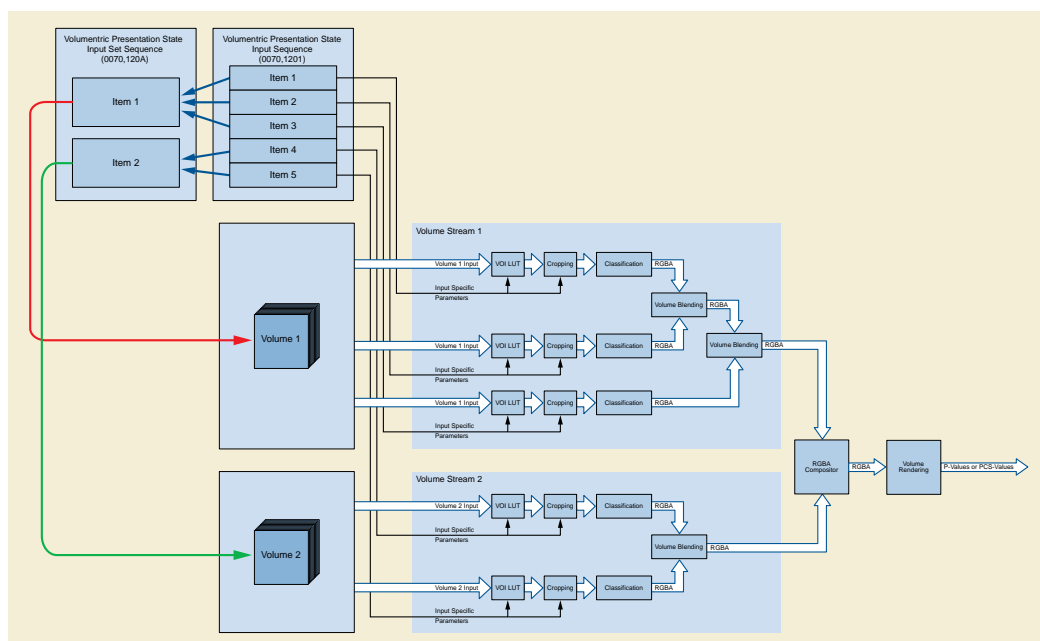 Volumentric Presentation State
Input Set Sequence
(0070,120A)
Item 1
Item 2
Volumentric Presentation State
Input Sequence
(0070,1201)
Item 1
Item 2
Item 3
Item 4
Item 5
Volume 1
Volume Stream 1
Volume 1 Input
VOI LUT
Cropping
Classification
RGBA
Input Specific
Parameters
Volume Blending
RGBA
Volume 1 Input
VOI LUT
Cropping
Classification
RGBA
Volume Blending
RGBA
Input Specific
Parameters
Volume 1 Input
VOI LUT
Cropping
Classification
RGBA
Input Specific
Parameters
RGBA
Compositor
RGBA
Volume
Rendering
P-Values or PCS-Values
Volume 2
Volume Stream 2
Volume 2 Input
VOI LUT
Cropping
Classification
RGBA
Input Specific
Parameters
Volume Blending
RGBA
Volume 2 Input
VOI LUT
Cropping
Classification
RGBA
Input Specific
Parameters